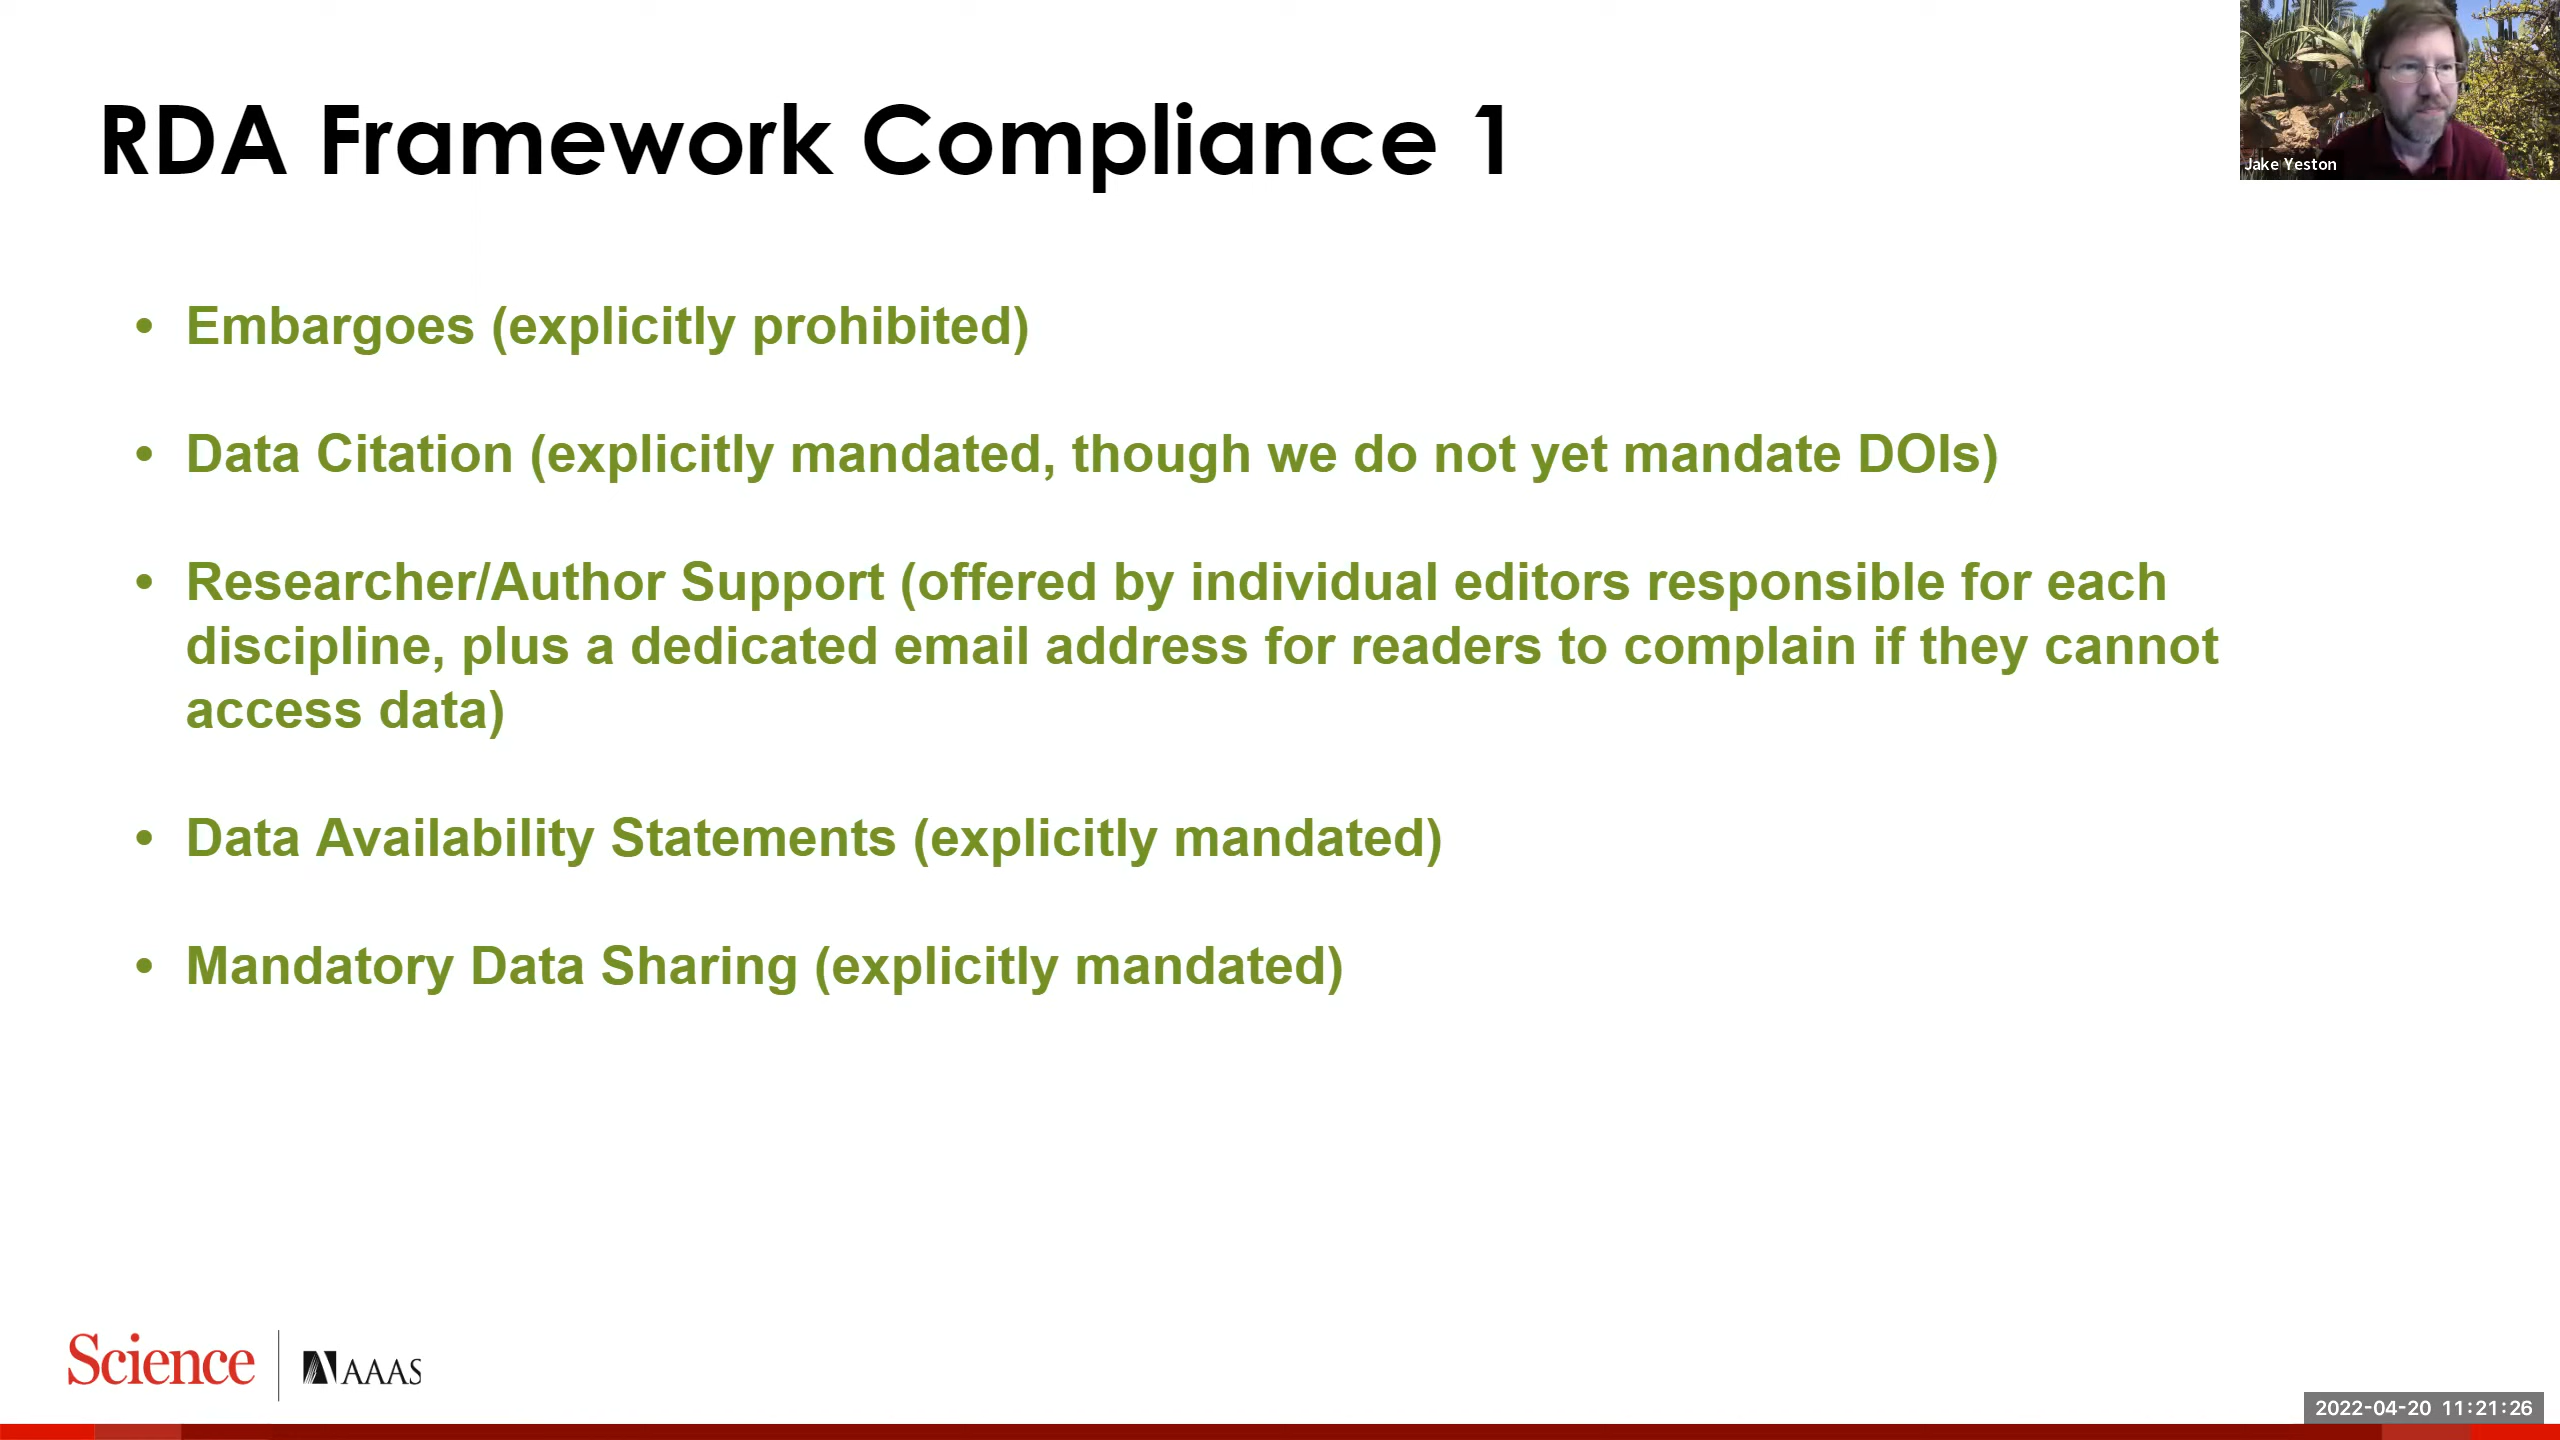 RDA Framework Compliance 1
Jake Yeston
• Embargoes (explicitly prohibited)
• Data Citation (explicitly mandated, though we do not yet mandate DOIs)
• Researcher/Author Support (offered by individual editors responsible for each
discipline, plus a dedicated email address for readers to complain if they cannot
access data)
• Data Availability Statements (explicitly mandated)
• Mandatory Data Sharing (explicitly mandated)
Science
AAAS
2022-04-20 11:21:26